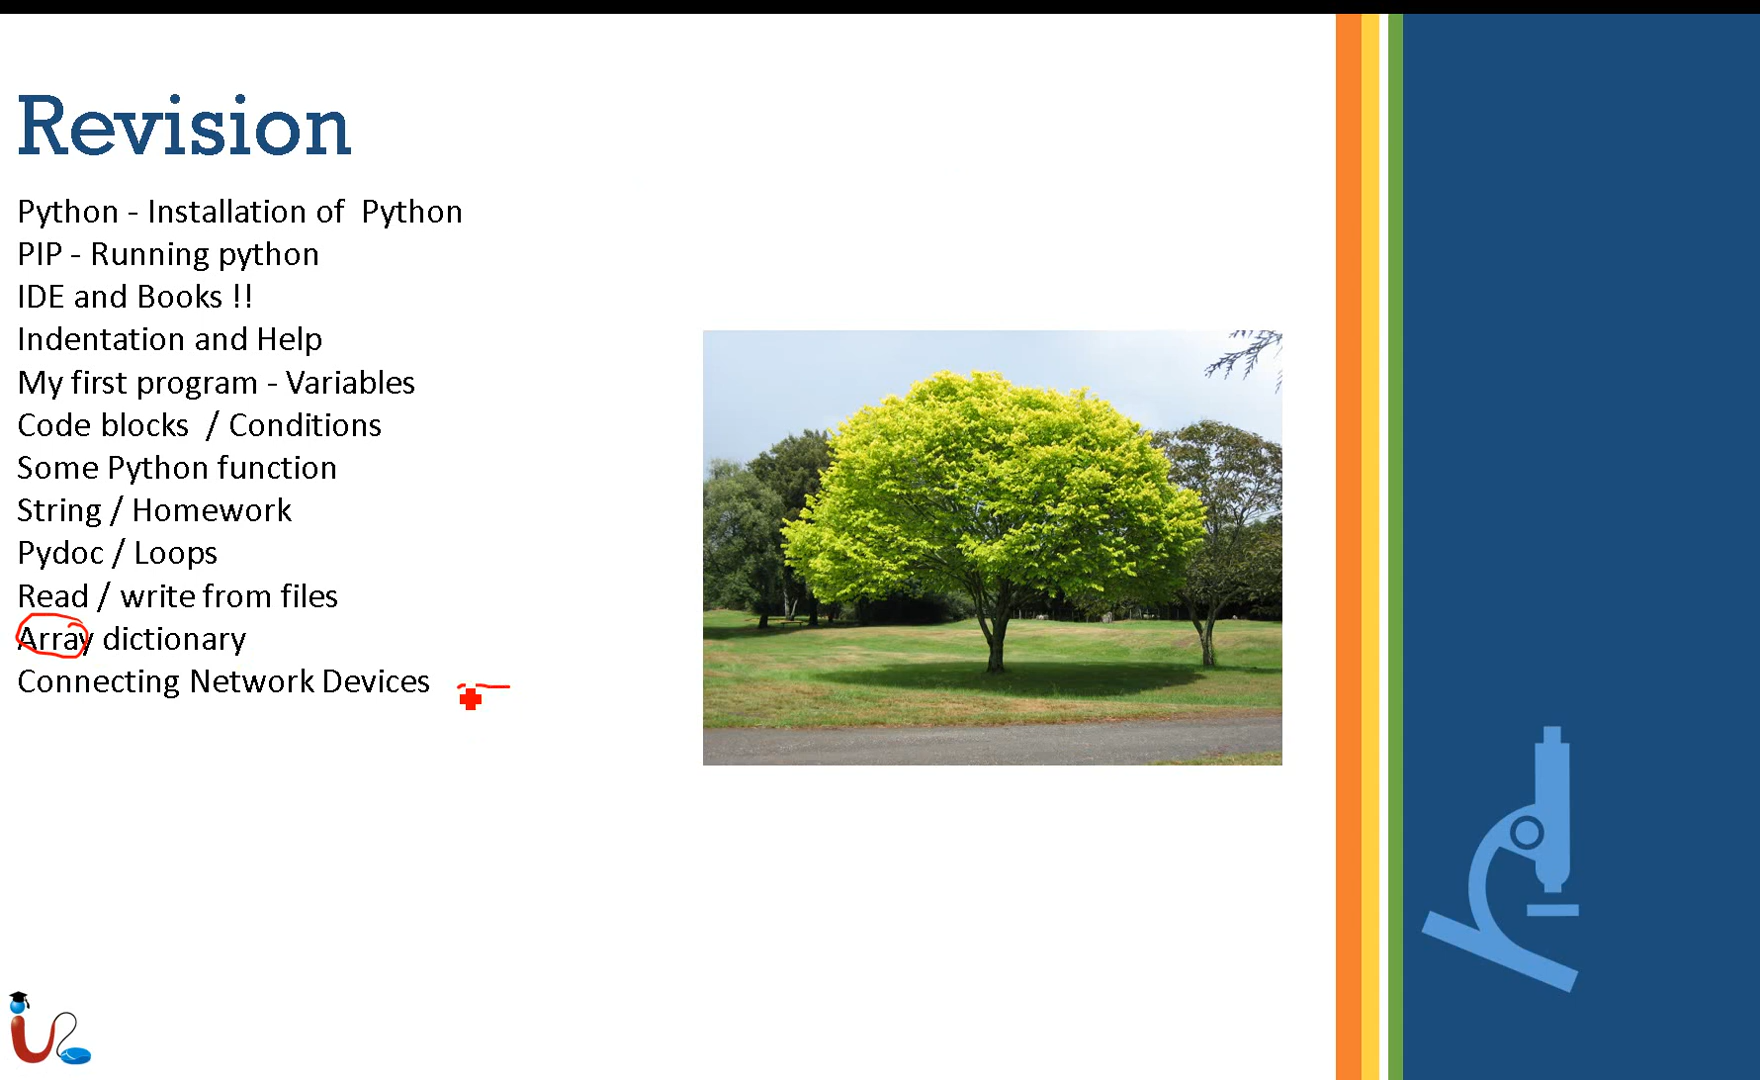 Revision
Python - Installation of Python
PIP - Running python
IDE and Books !!
Indentation and Help
My first program - Variables
Code blocks / Conditions
Some Python function
String / Homework
Pydoc / Loops
Read / write from files
Array dictionary
Connecting Network Devices